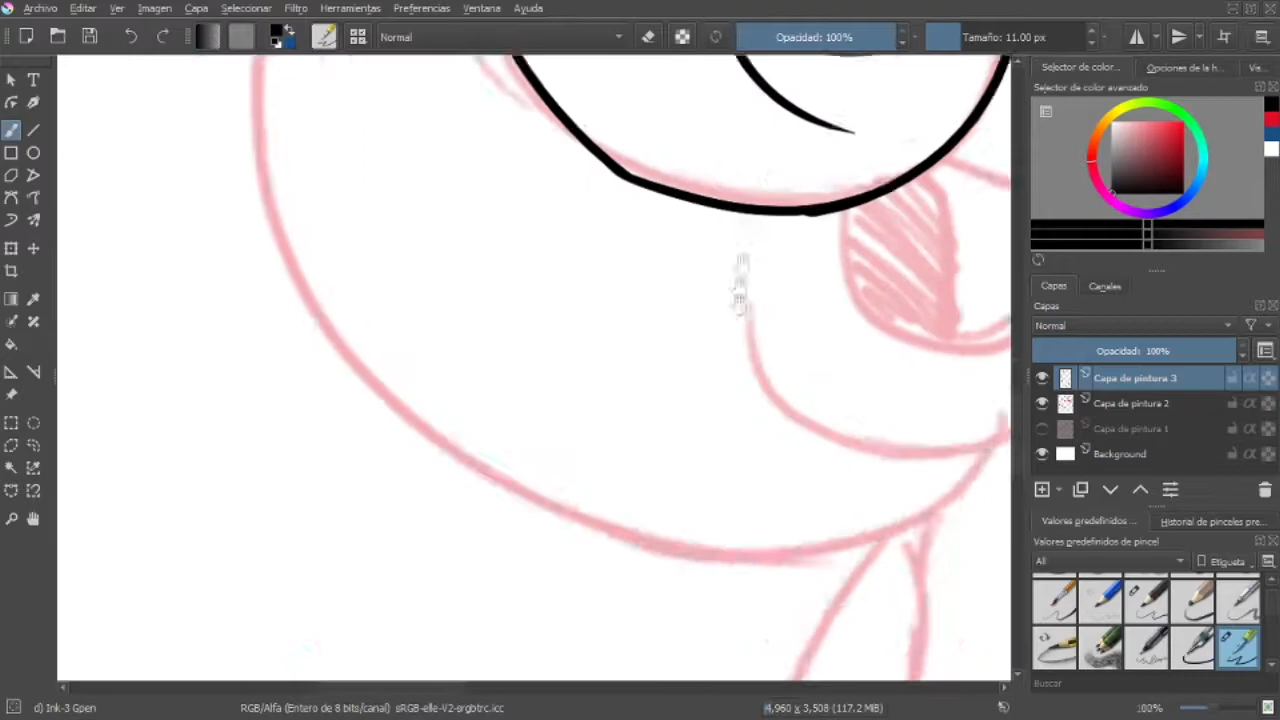 Archivo Editar Ver Imagen Capa Seleccionar Filtro Herramientas Preferencias Ventana Ayuda
Normal Opacidad: 100% Tamaño: 11.00 px
Selector de color... Opciones de la h... Vis...
Selector de color avanzado
Capas Canales
Capas
Normal
Opacidad: 100%
Capa de pintura 3
Capa de pintura 2
Capa de pintura 1
Background
Valores predefinidos ... Historial de pinceles pre...
Valores predefinidos de pincel
All Etiqueta
Buscar
d) Ink-3 Gpen RGB/Alfa (Entero de 8 bits/canal) sRGB-elle-V2-srgbtrc.icc 4,960 x 3,508 (117.2 MiB) 100%